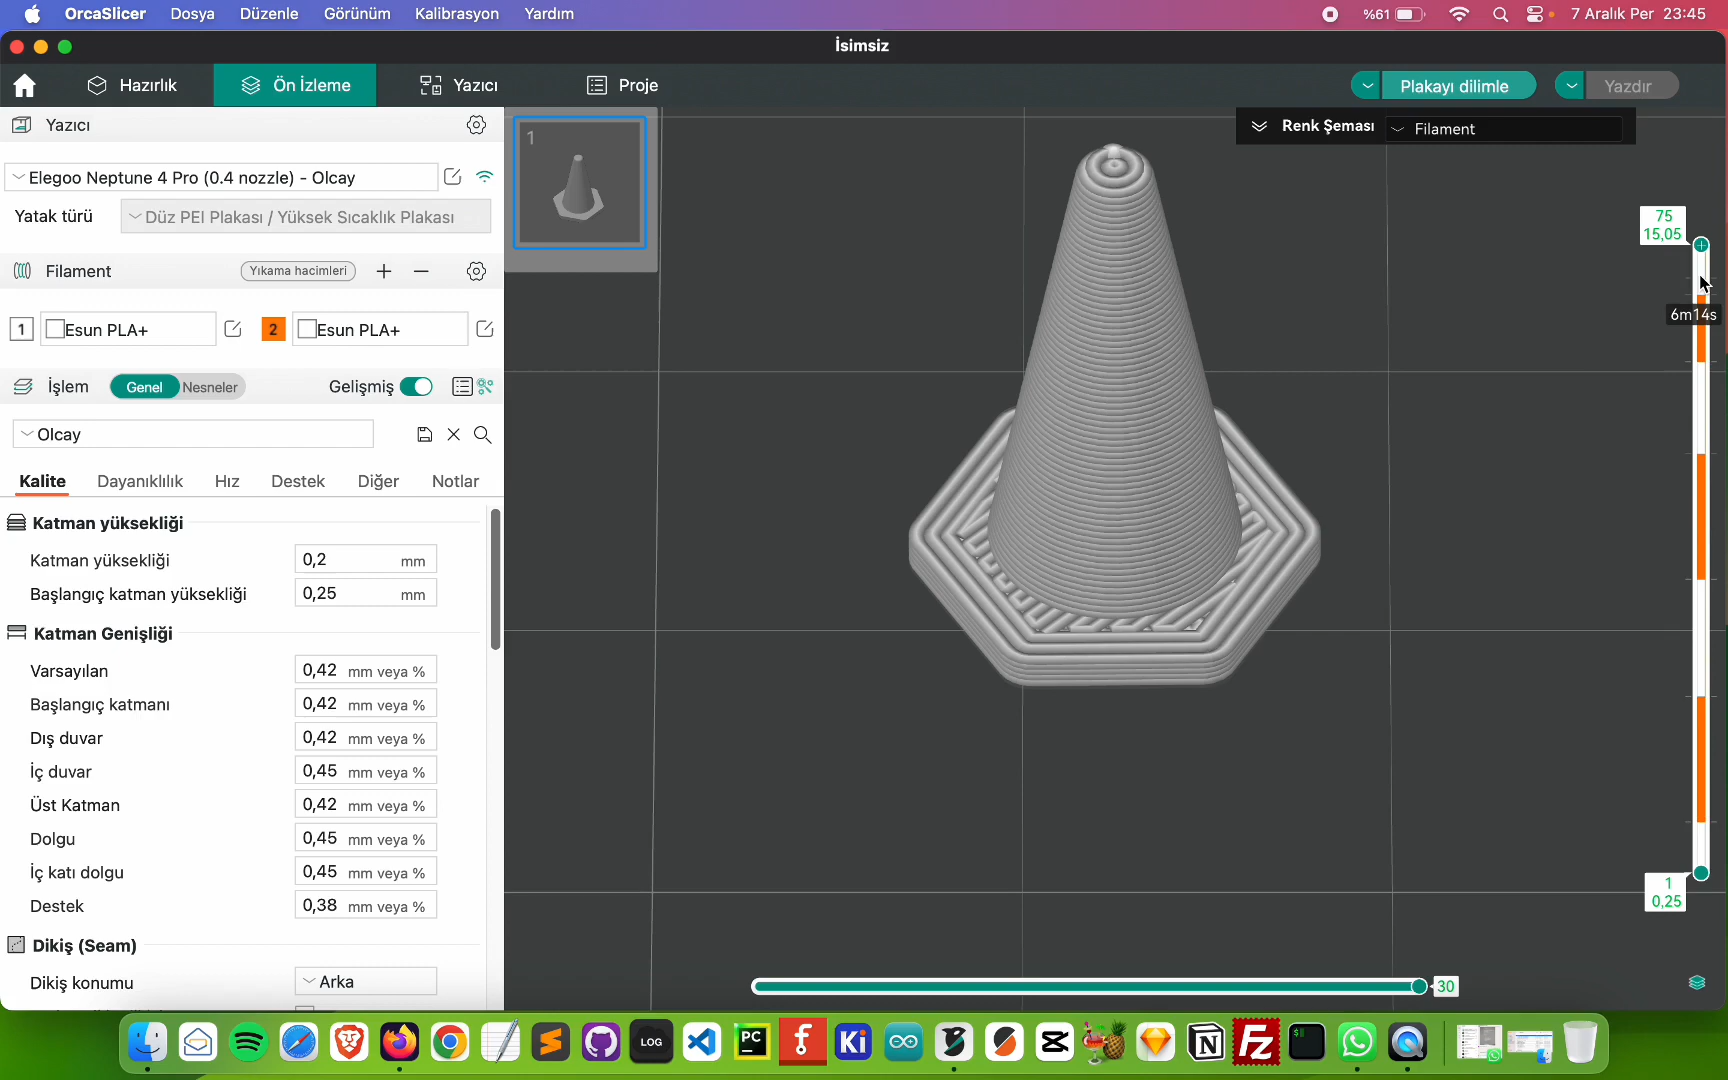 OrcaSlicer Dosya Düzenle Görünüm Kalibrasyon Yardım
%61 7 Aralık Per 23:45
İsimsiz
Hazırlık Ön İzleme Yazıcı Proje Plakayı dilimle Yazdır
Yazıcı
Elegoo Neptune 4 Pro (0.4 nozzle) - Olcay
Yatak türü Düz PEI Plakası / Yüksek Sıcaklık Plakası
Filament Yıkama hacimleri + −
1 Esun PLA+ 2 Esun PLA+
İşlem Genel Nesneler Gelişmiş
Olcay
Kalite Dayanıklılık Hız Destek Diğer Notlar
Katman yüksekliği
Katman yüksekliği 0,2 mm
Başlangıç katman yüksekliği 0,25 mm
Katman Genişliği
Varsayılan 0,42 mm veya %
Başlangıç katmanı 0,42 mm veya %
Dış duvar 0,42 mm veya %
İç duvar 0,45 mm veya %
Üst Katman 0,42 mm veya %
Dolgu 0,45 mm veya %
İç katı dolgu 0,45 mm veya %
Destek 0,38 mm veya %
Dikiş (Seam)
Dikiş konumu Arka
1
Renk Şeması Filament
75
15,05
6m14s
1
0,25
30
LOG PC Ki N Fz $